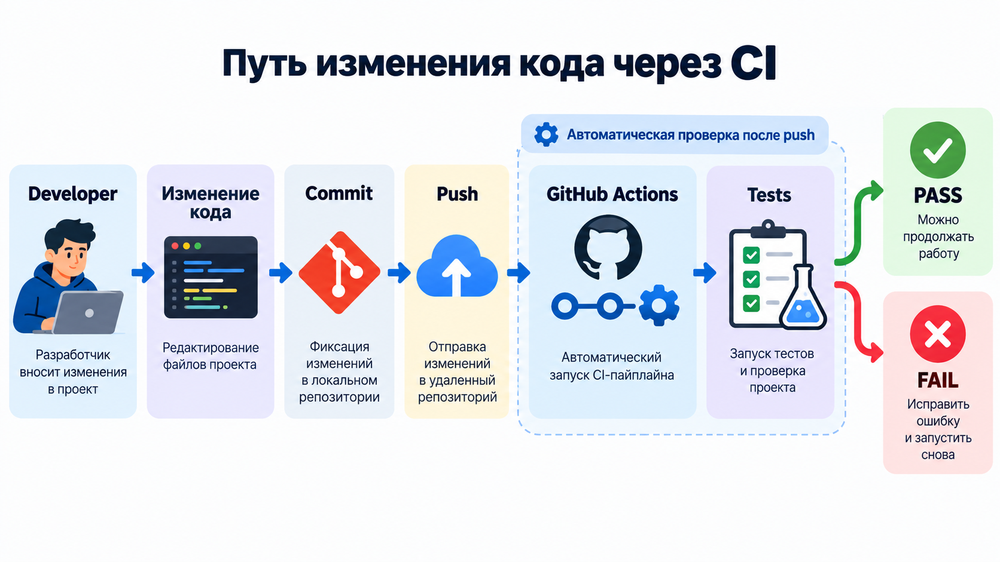 Путь изменения кода через CI
Автоматическая проверка после push
Developer
Разработчик
вносит изменения
в проект
Изменение
кода
Редактирование
файлов проекта
Commit
Фиксация
изменений
в локальном
репозитории
Push
Отправка
изменений
в удаленный
репозиторий
GitHub Actions
Автоматический
запуск CI-пайплайна
Tests
Запуск тестов
и проверка
проекта
PASS
Можно
продолжать
работу
FAIL
Исправить
ошибку
и запустить
снова